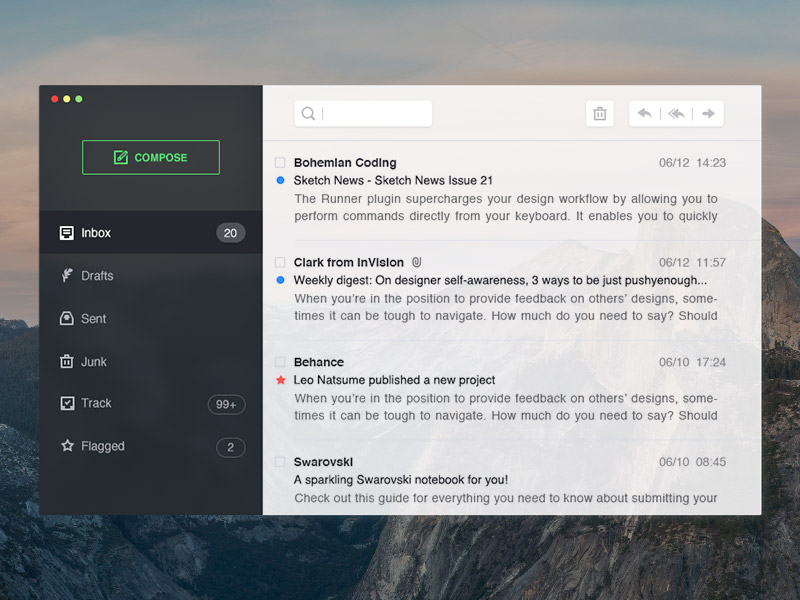 COMPOSE
Inbox 20
Drafts
Sent
Junk
Track 99+
Flagged 2
Bohemian Coding 06/12 14:23
Sketch News - Sketch News Issue 21
The Runner plugin supercharges your design workflow by allowing you to
perform commands directly from your keyboard. It enables you to quickly
Clark from InVision 06/12 11:57
Weekly digest: On designer self-awareness, 3 ways to be just pushyenough...
When you're in the position to provide feedback on others' designs, some-
times it can be tough to navigate. How much do you need to say? Should
Behance 06/10 17:24
Leo Natsume published a new project
When you're in the position to provide feedback on others' designs, some-
times it can be tough to navigate. How much do you need to say? Should
Swarovski 06/10 08:45
A sparkling Swarovski notebook for you!
Check out this guide for everything you need to know about submitting your